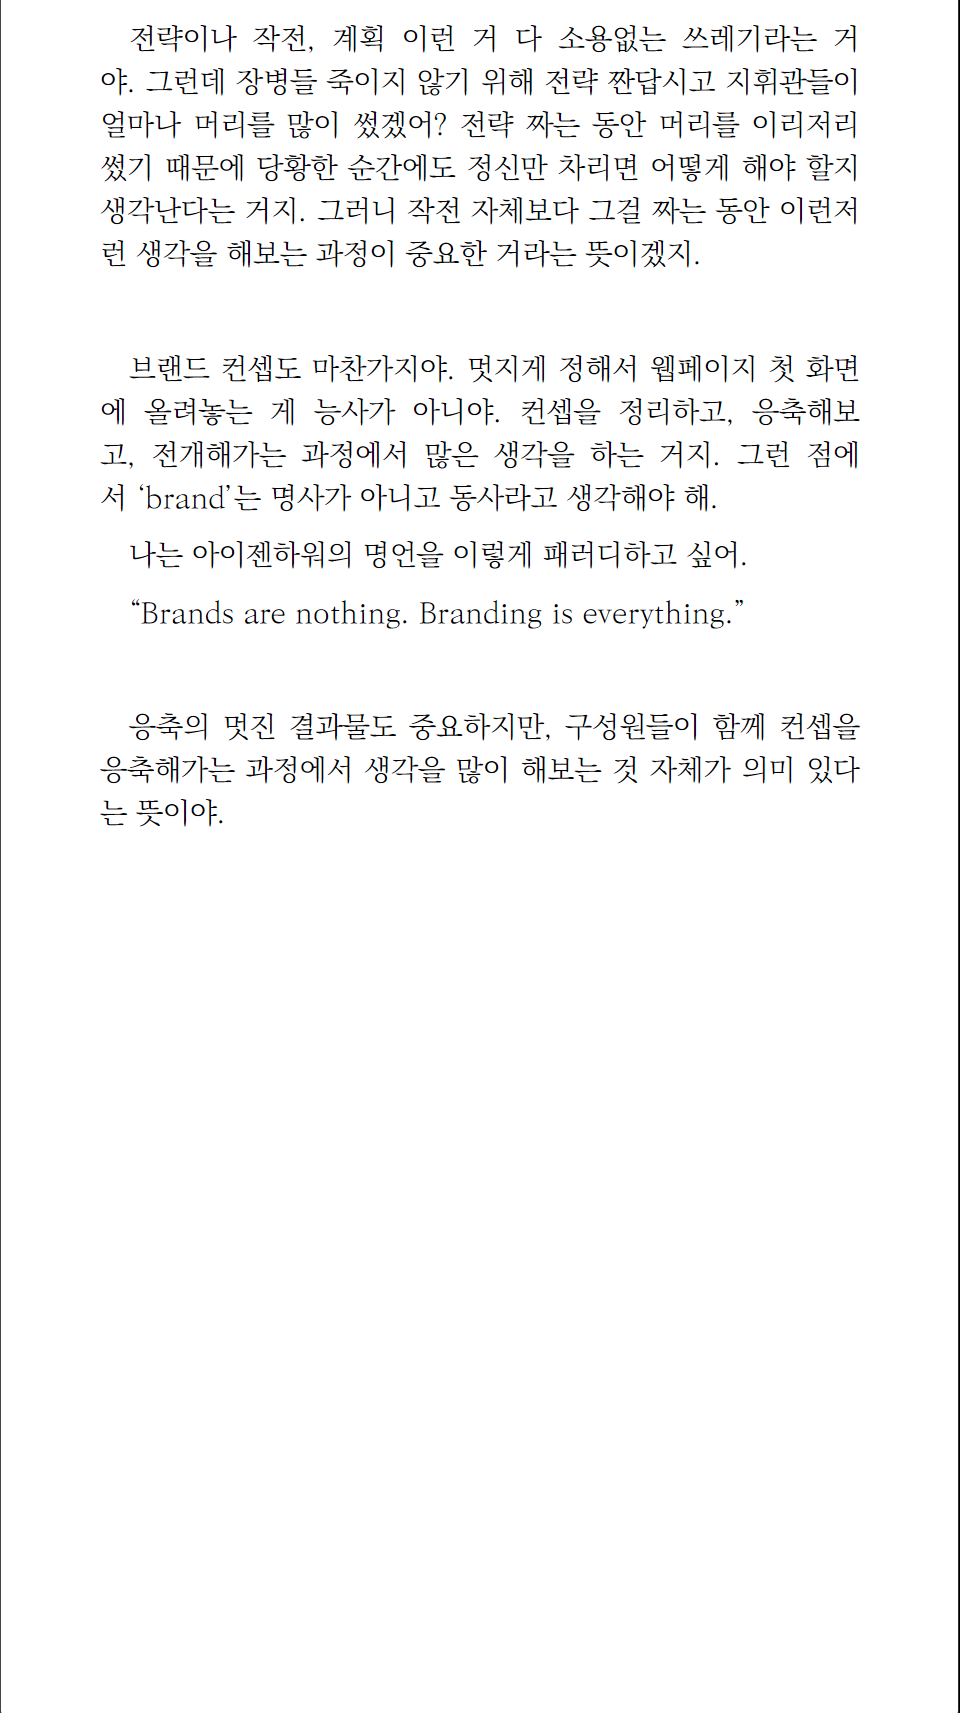 전략이나 작전, 계획 이런 거 다 소용없는 쓰레기라는 거
야. 그런데 장병들 죽이지 않기 위해 전략 짠답시고 지휘관들이
얼마나 머리를 많이 썼겠어? 전략 짜는 동안 머리를 이리저리
썼기 때문에 당황한 순간에도 정신만 차리면 어떻게 해야 할지
생각난다는 거지. 그러니 작전 자체보다 그걸 짜는 동안 이런저
런 생각을 해보는 과정이 중요한 거라는 뜻이겠지.
브랜드 컨셉도 마찬가지야. 멋지게 정해서 웹페이지 첫 화면
에 올려놓는 게 능사가 아니야. 컨셉을 정리하고, 응축해보
고, 전개해가는 과정에서 많은 생각을 하는 거지. 그런 점에
서 ‘brand’는 명사가 아니고 동사라고 생각해야 해.
나는 아이젠하워의 명언을 이렇게 패러디하고 싶어.
“Brands are nothing. Branding is everything.”
응축의 멋진 결과물도 중요하지만, 구성원들이 함께 컨셉을
응축해가는 과정에서 생각을 많이 해보는 것 자체가 의미 있다
는 뜻이야.